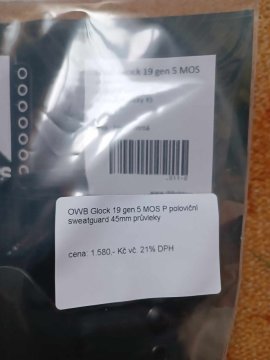 Glock 19 gen 5 MOS
OWB Glock 19 gen 5 MOS P poloviční
sweatguard 45mm průvleky
cena: 1.580.- Kč vč. 21% DPH